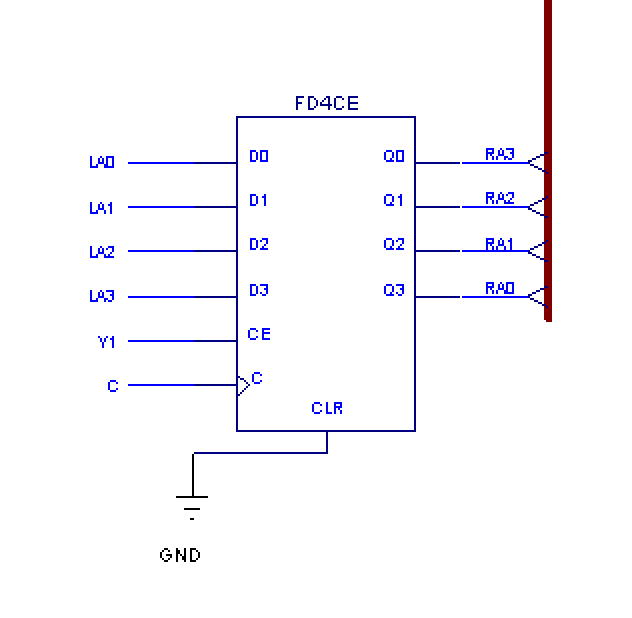 FD4CE
LA0 D0 Q0 RA3
LA1 D1 Q1 RA2
LA2 D2 Q2 RA1
LA3 D3 Q3 RA0
Y1 CE
C C
CLR
GND